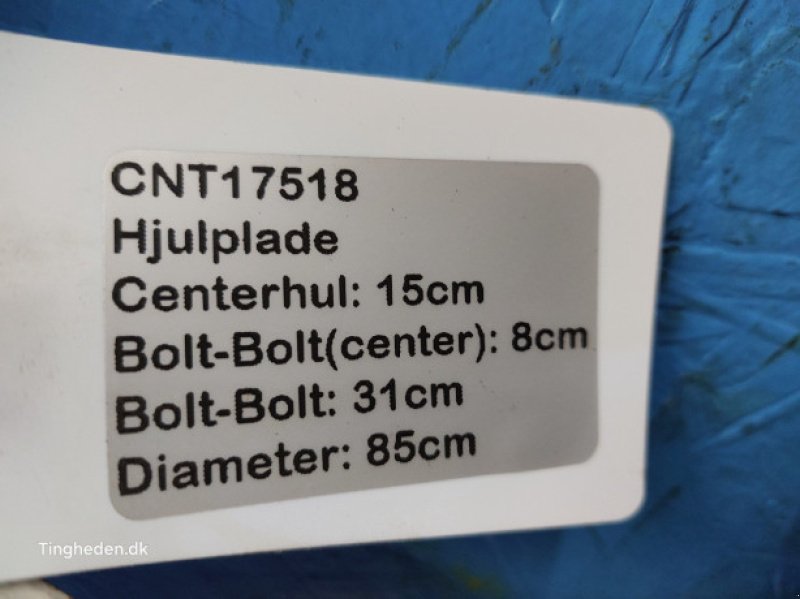 CNT17518
Hjulplade
Centerhul: 15cm
Bolt-Bolt(center): 8cm
Bolt-Bolt: 31cm
Diameter: 85cm
Tingheden.dk